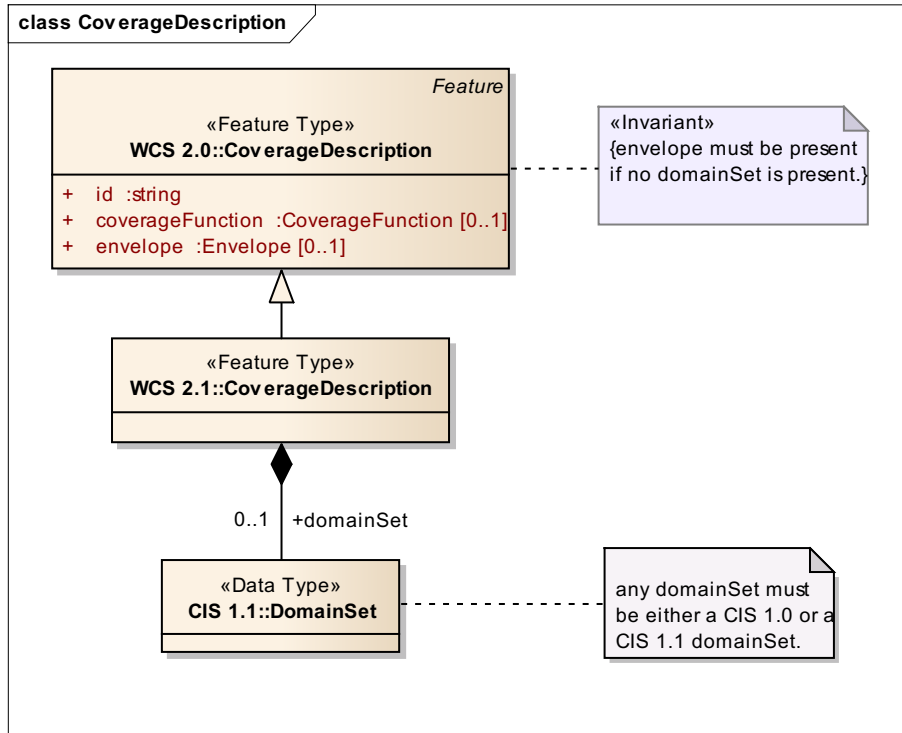 class CoverageDescription
Feature
«Feature Type»
WCS 2.0::CoverageDescription
+ id :string
+ coverageFunction :CoverageFunction [0..1]
+ envelope :Envelope [0..1]
«Invariant»
{envelope must be present
if no domainSet is present.}
«Feature Type»
WCS 2.1::CoverageDescription
0..1 +domainSet
«Data Type»
CIS 1.1::DomainSet
any domainSet must
be either a CIS 1.0 or a
CIS 1.1 domainSet.